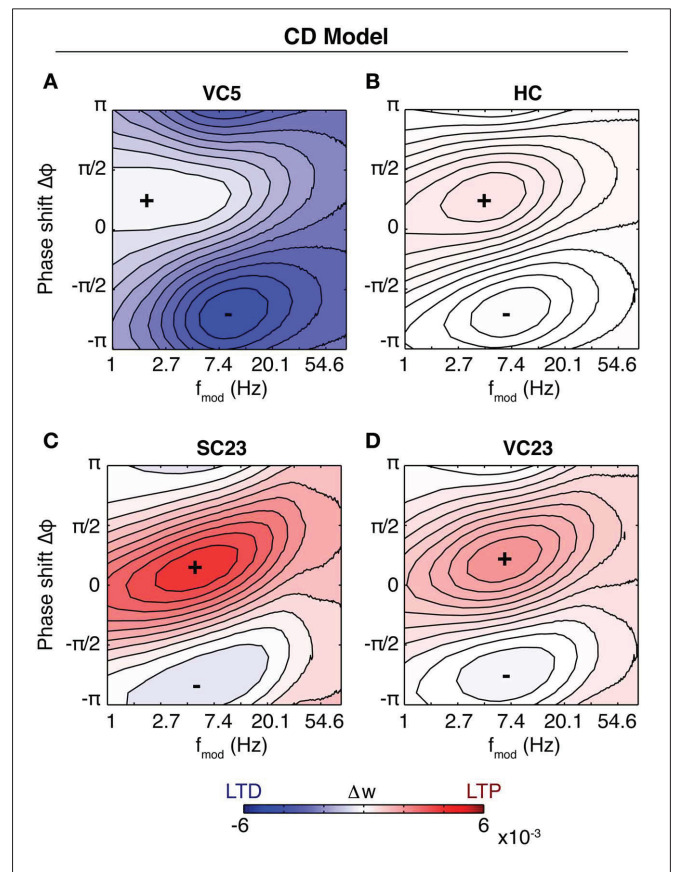 CD Model
A VC5
B HC
π π
π/2 π/2
Phase shift Δϕ
0 0
-π/2 -π/2
-π -π
1 2.7 7.4 20.1 54.6 1 2.7 7.4 20.1 54.6
f_mod (Hz) f_mod (Hz)
+ +
- -
C SC23
D VC23
π π
π/2 π/2
Phase shift Δϕ
0 0
-π/2 -π/2
-π -π
1 2.7 7.4 20.1 54.6 1 2.7 7.4 20.1 54.6
f_mod (Hz) f_mod (Hz)
+ +
- -
LTD Δw LTP
-6 6
x10⁻³